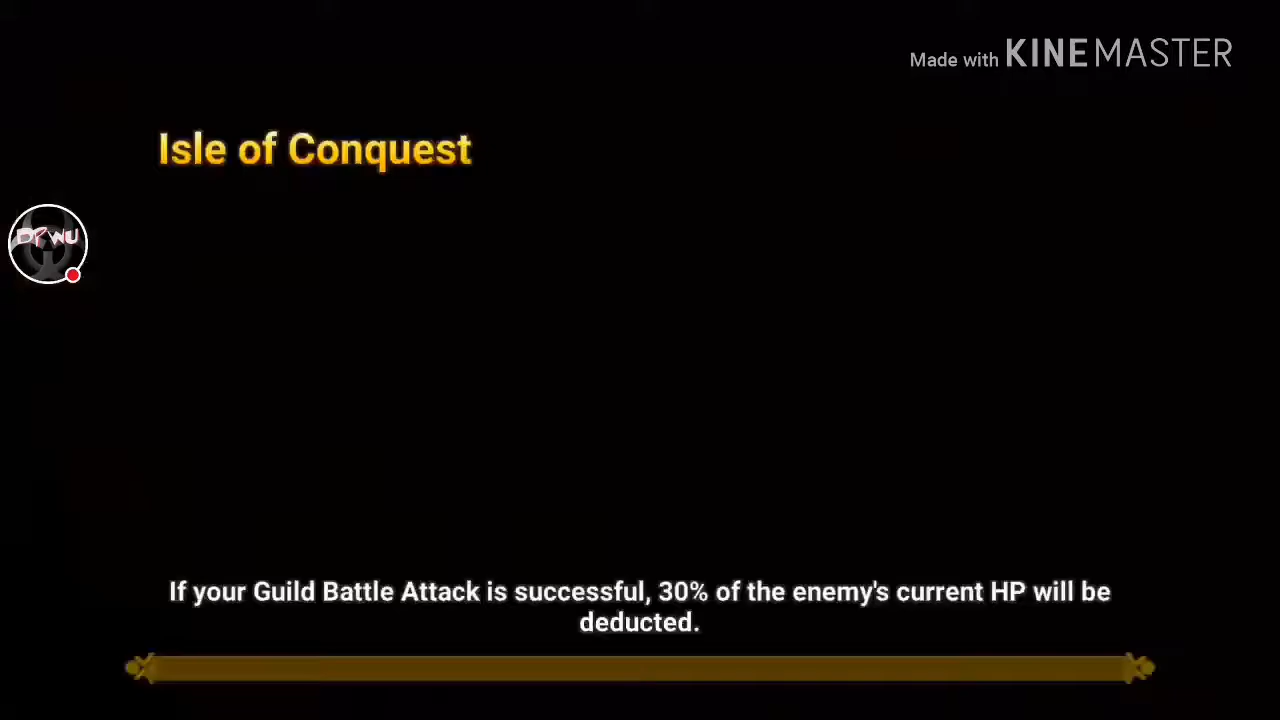 Made with KINEMASTER
Isle of Conquest
DPWU
If your Guild Battle Attack is successful, 30% of the enemy's current HP will be
deducted.